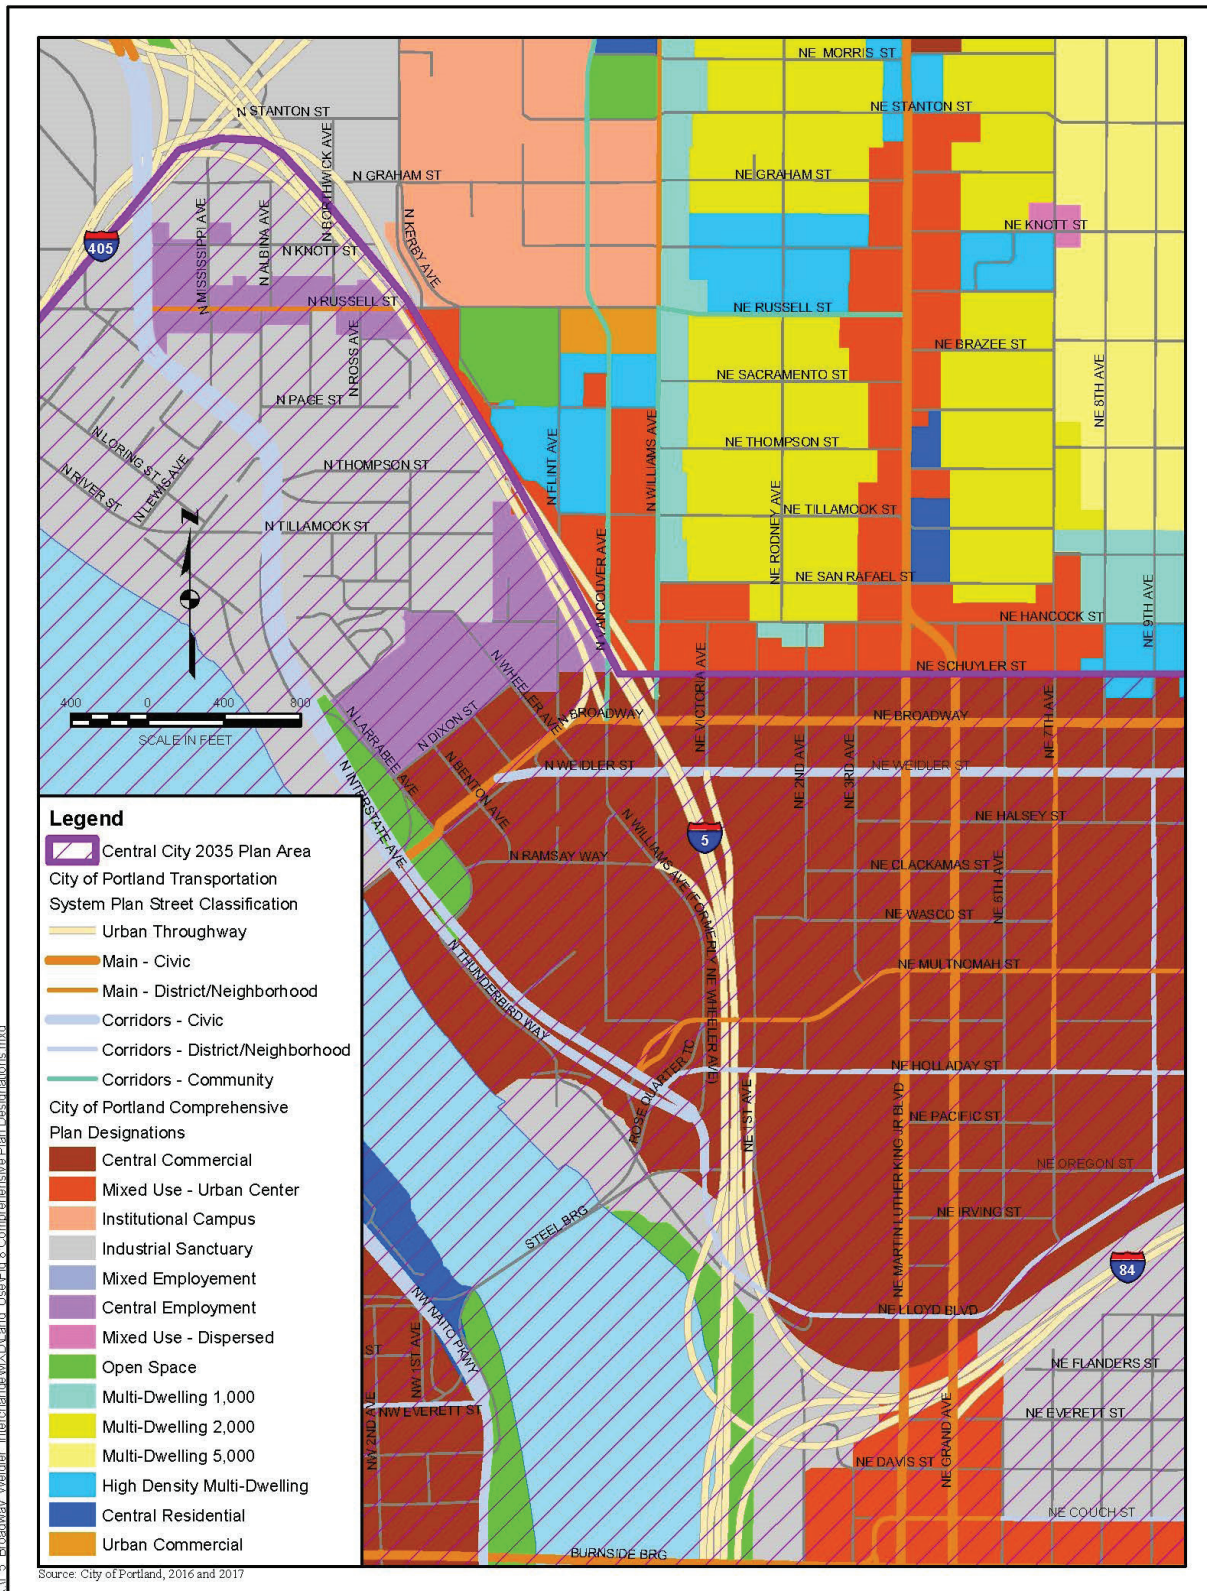 NE MORRIS ST
N STANTON ST
NE STANTON ST
N BORTHWICK AVE
N GRAHAM ST
NE GRAHAM ST
N MISSISSIPPI AVE
N ALBINA AVE
N KERBY AVE
405
N KNOTT ST
NE KNOTT ST
N RUSSELL ST
NE RUSSELL ST
N ROSS AVE
NE BRAZEE ST
NE SACRAMENTO ST
NE 8TH AVE
N PAGE ST
N LORING ST
N FLINT AVE
N WILLIAMS AVE
NE THOMPSON ST
N THOMPSON ST
N RIVER ST
N LEWIS AVE
NE RODNEY AVE
NE TILLAMOOK ST
N TILLAMOOK ST
N
N VANCOUVER AVE
NE SAN RAFAEL ST
NE 9TH AVE
NE HANCOCK ST
N WHEELER AVE
NE VICTORIA AVE
NE SCHUYLER ST
400 0 400 800
SCALE IN FEET
N LARRABEE AVE
N DIXON ST
N BROADWAY
NE BROADWAY
NE 7TH AVE
N INTERSTATE AVE
N BENTON AVE
N WEIDLER ST
NE 2ND AVE
NE 3RD AVE
NE WEIDLER ST
NE HALSEY ST
5
N WILLIAMS AVE (FORMERLY NE WHEELER AVE)
N RAMSAY WAY
NE CLACKAMAS ST
NE 6TH AVE
NE WASCO ST
N THUNDERBIRD WAY
NE MULTNOMAH ST
ROSE QUARTER TC
NE HOLLADAY ST
NE 1ST AVE
NE MARTIN LUTHER KING JR BLVD
NE PACIFIC ST
NE OREGON ST
STEEL BRG
NE IRVING ST
84
NW NAITO PKWY
NE LLOYD BLVD
ST
NW 1ST AVE
NE FLANDERS ST
NW 2ND AVE
NW EVERETT ST
NE EVERETT ST
NE GRAND AVE
NE DAVIS ST
NE COUCH ST
BURNSIDE BRG
Legend
Central City 2035 Plan Area
City of Portland Transportation
System Plan Street Classification
Urban Throughway
Main - Civic
Main - District/Neighborhood
Corridors - Civic
Corridors - District/Neighborhood
Corridors - Community
City of Portland Comprehensive
Plan Designations
Central Commercial
Mixed Use - Urban Center
Institutional Campus
Industrial Sanctuary
Mixed Employement
Central Employment
Mixed Use - Dispersed
Open Space
Multi-Dwelling 1,000
Multi-Dwelling 2,000
Multi-Dwelling 5,000
High Density Multi-Dwelling
Central Residential
Urban Commercial
Source: City of Portland, 2016 and 2017